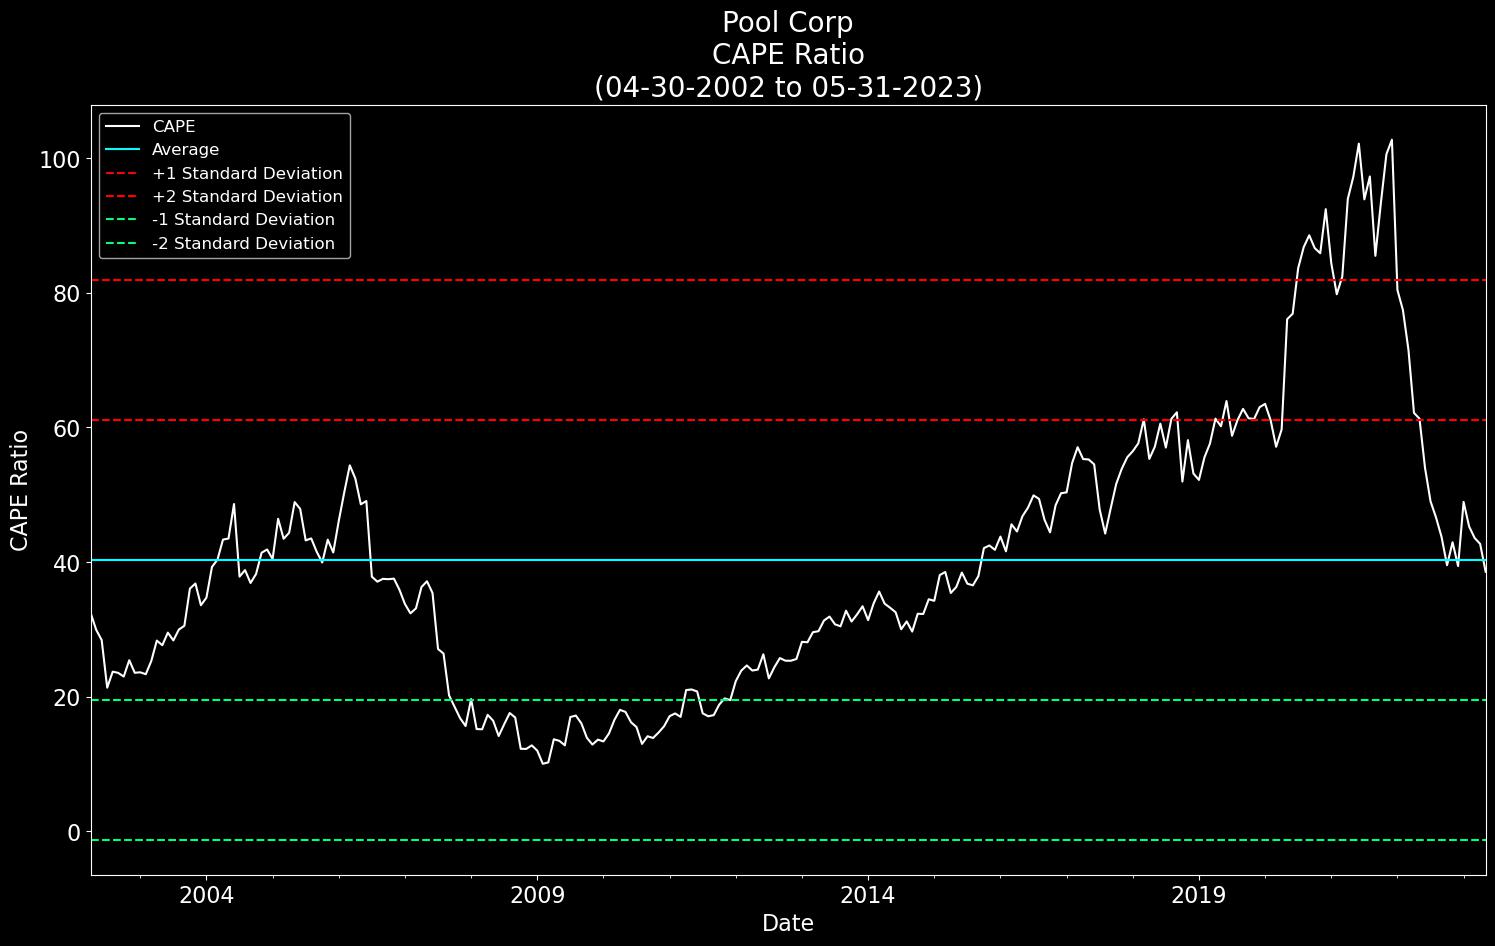 Pool Corp
CAPE Ratio
(04-30-2002 to 05-31-2023)
CAPE
Average
+1 Standard Deviation
+2 Standard Deviation
-1 Standard Deviation
-2 Standard Deviation
100
80
60
40
20
0
CAPE Ratio
2004 2009 2014 2019
Date